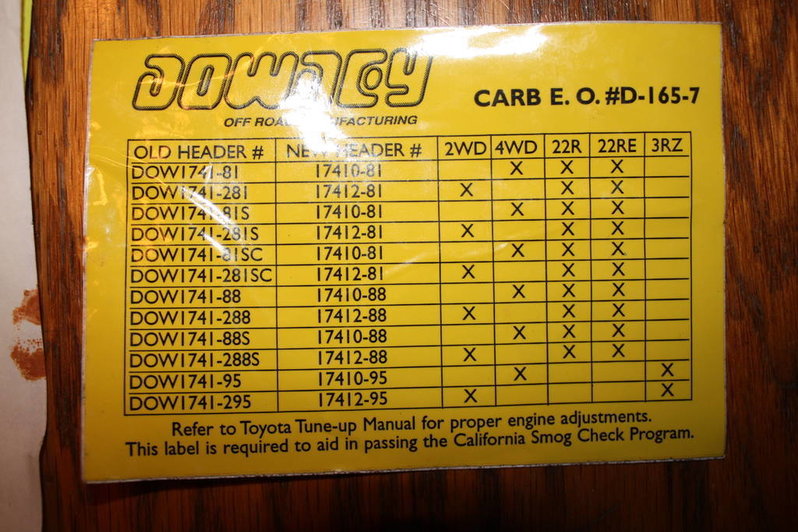 DOWNEY
CARB E. O. #D-165-7
OFF ROAD MANUFACTURING
OLD HEADER # NEW HEADER # 2WD 4WD 22R 22RE 3RZ
DOW1741-81 17410-81 X X X
DOW1741-281 17412-81 X X X
DOW1741-81S 17410-81 X X X
DOW1741-281S 17412-81 X X X
DOW1741-81SC 17410-81 X X X
DOW1741-281SC 17412-81 X X X
DOW1741-88 17410-88 X X X
DOW1741-288 17412-88 X X X
DOW1741-88S 17410-88 X X X
DOW1741-288S 17412-88 X X X
DOW1741-95 17410-95 X X
DOW1741-295 17412-95 X X
Refer to Toyota Tune-up Manual for proper engine adjustments.
This label is required to aid in passing the California Smog Check Program.